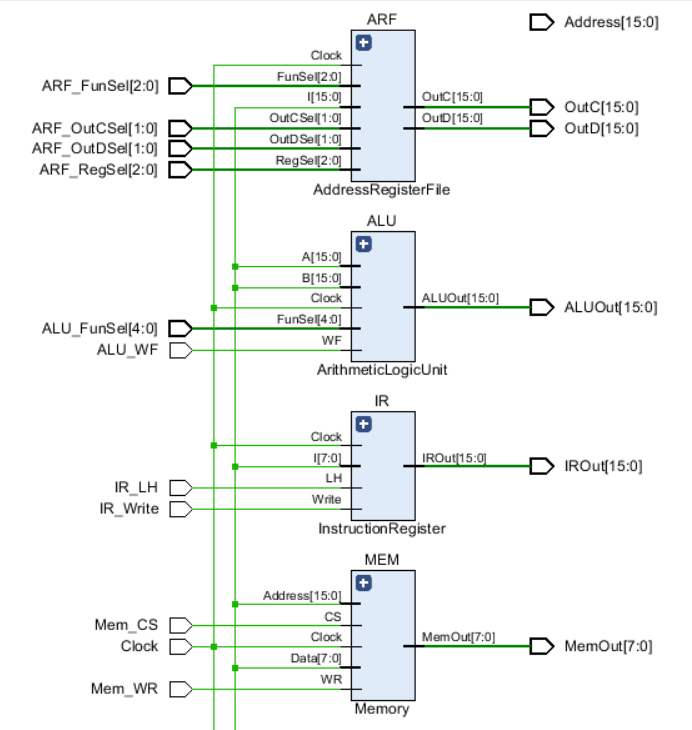 ARF
Address[15:0]
Clock
ARF_FunSel[2:0]
FunSel[2:0]
I[15:0]
OutC[15:0]
OutC[15:0]
ARF_OutCSel[1:0]
OutCSel[1:0]
OutD[15:0]
OutD[15:0]
ARF_OutDSel[1:0]
OutDSel[1:0]
ARF_RegSel[2:0]
RegSel[2:0]
AddressRegisterFile
ALU
A[15:0]
B[15:0]
Clock
ALUOut[15:0]
ALUOut[15:0]
ALU_FunSel[4:0]
FunSel[4:0]
ALU_WF
WF
ArithmeticLogicUnit
IR
Clock
I[7:0]
IROut[15:0]
IROut[15:0]
IR_LH
LH
IR_Write
Write
InstructionRegister
MEM
Address[15:0]
Mem_CS
CS
Clock
Clock
MemOut[7:0]
MemOut[7:0]
Data[7:0]
Mem_WR
WR
Memory